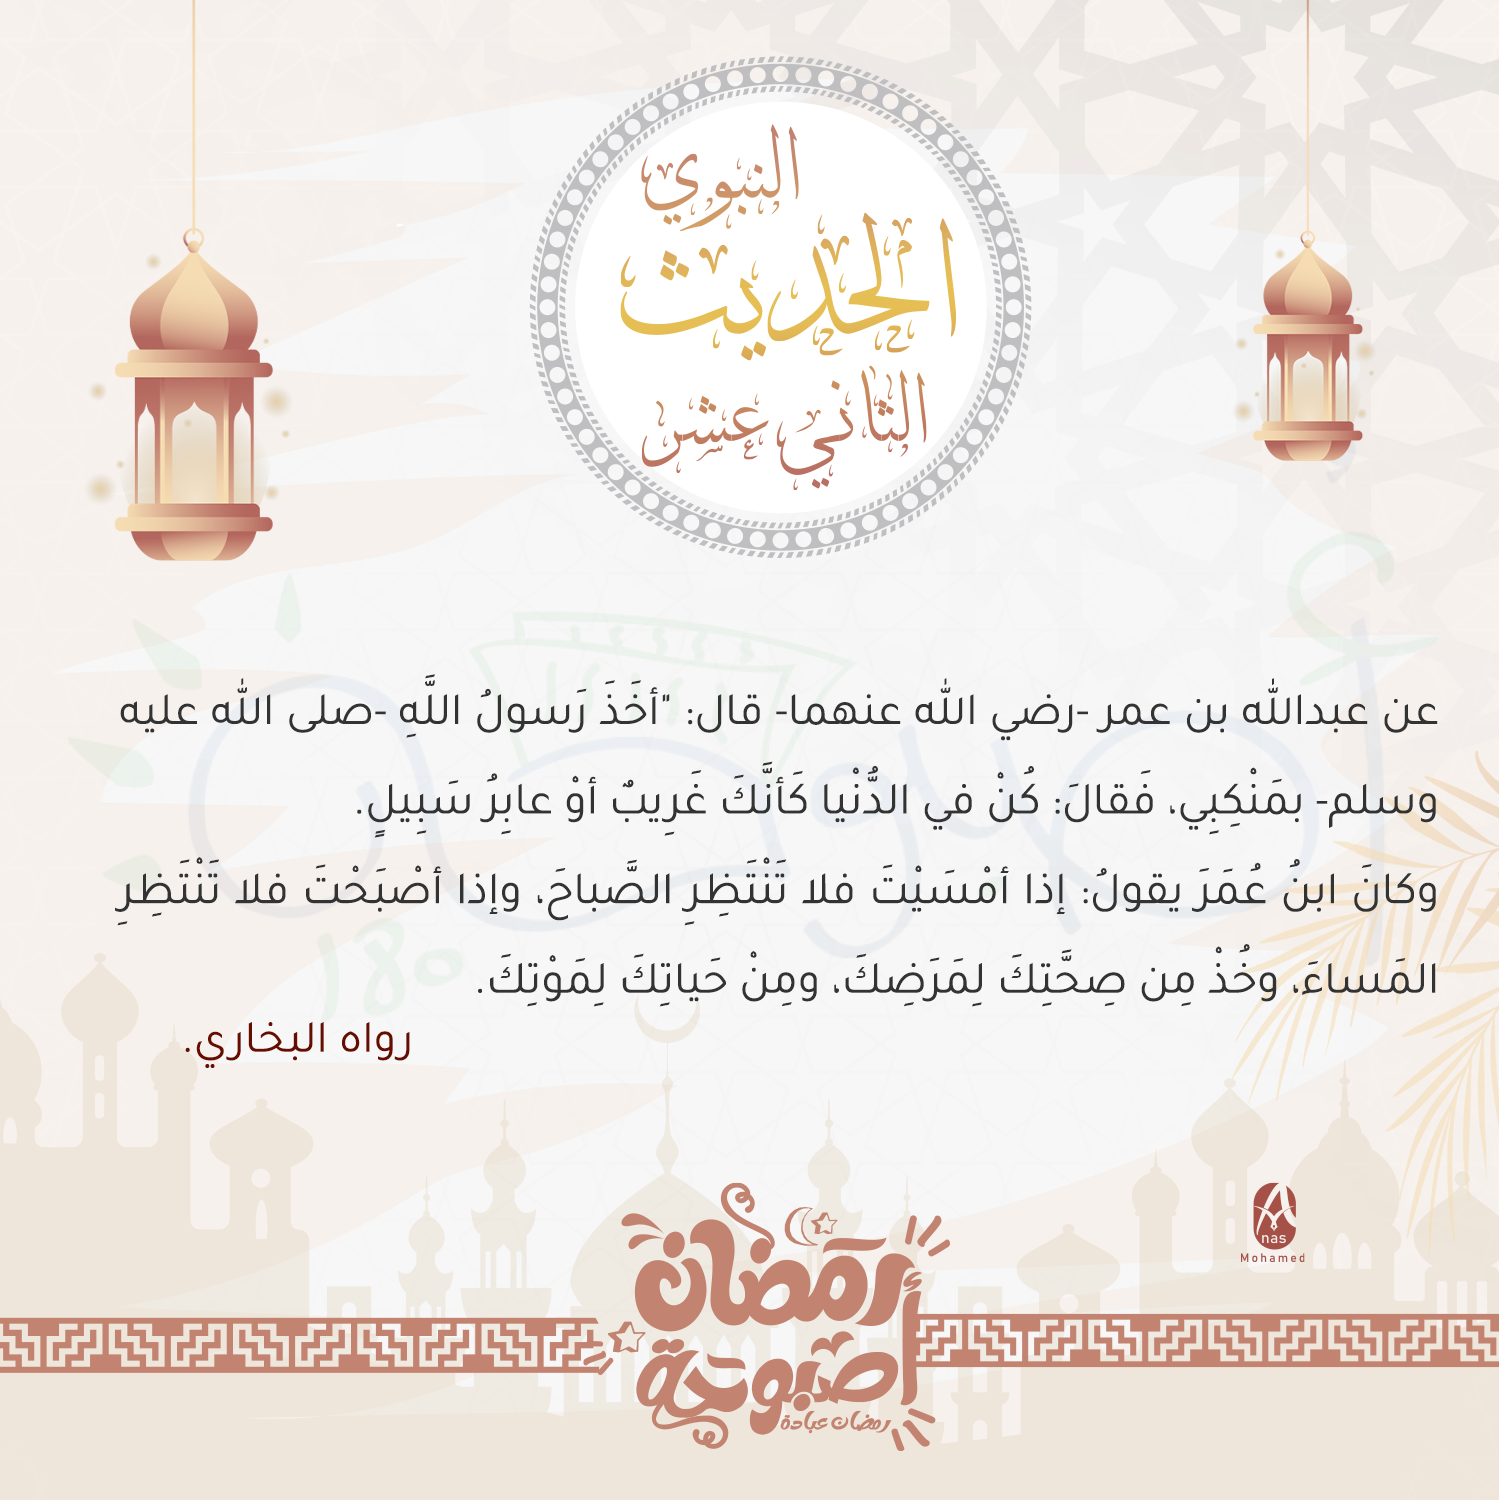 النبوي
الحديث
الثاني عشر
عن عبدالله بن عمر -رضي الله عنهما- قال: "أخَذَ رَسولُ اللَّهِ -صلى الله عليه
وسلم- بمَنْكِبِي، فَقالَ: كُنْ في الدُّنْيا كَأنَّكَ غَرِيبٌ أوْ عابِرُ سَبِيلٍ.
وكانَ ابنُ عُمَرَ يقولُ: إذا أمْسَيْتَ فلا تَنْتَظِرِ الصَّباحَ، وإذا أصْبَحْتَ فلا تَنْتَظِرِ
المَساءَ، وخُذْ مِن صِحَّتِكَ لِمَرَضِكَ، ومِنْ حَياتِكَ لِمَوْتِكَ.
رواه البخاري.
nas
Mohamed
رمضان
أصبوحة
رمضان عبادة